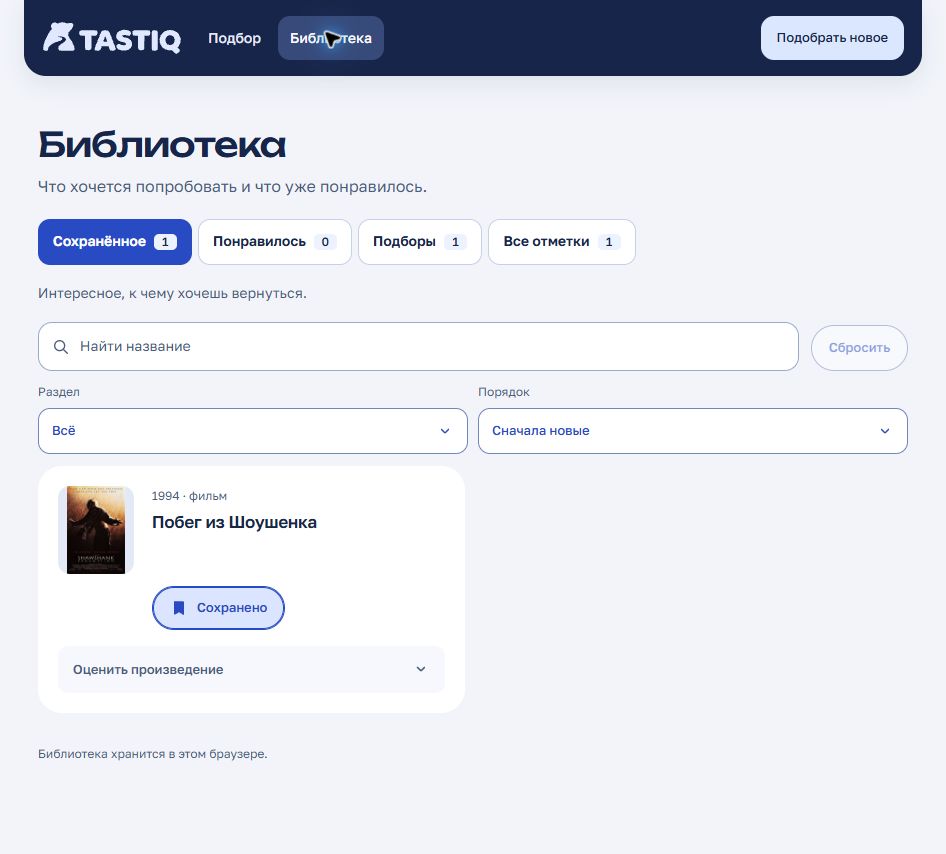 TASTIQ
Подбор
Библиотека
Подобрать новое
Библиотека
Что хочется попробовать и что уже понравилось.
Сохранённое 1
Понравилось 0
Подборы 1
Все отметки 1
Интересное, к чему хочешь вернуться.
Найти название
Сбросить
Раздел
Порядок
Всё
Сначала новые
1994 · фильм
Побег из Шоушенка
Сохранено
Оценить произведение
Библиотека хранится в этом браузере.